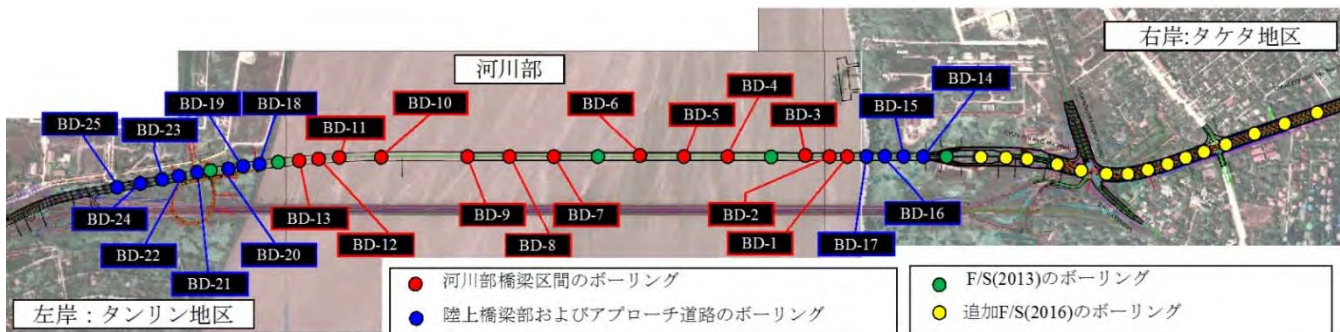 右岸:タケタ地区
河川部
BD-19
BD-18
BD-10
BD-6
BD-4
BD-14
BD-25
BD-23
BD-11
BD-5
BD-3
BD-15
BD-24
BD-13
BD-9
BD-7
BD-2
BD-16
BD-22
BD-20
BD-12
BD-8
BD-1
BD-17
BD-21
左岸：タンリン地区
河川部橋梁区間のボーリング
陸上橋梁部およびアプローチ道路のボーリング
F/S(2013)のボーリング
追加F/S(2016)のボーリング